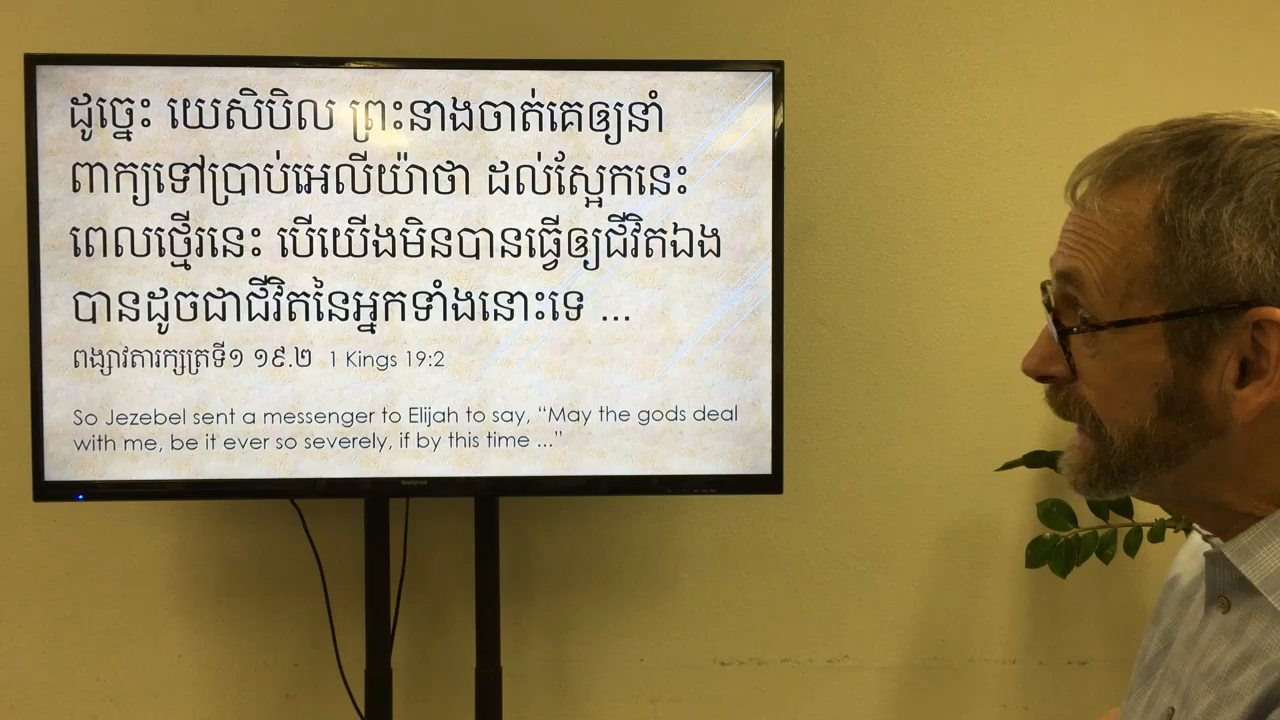 ដូច្នេះ យេសិបិល ព្រះនាងចាត់គេឲ្យនាំ
ពាក្យទៅប្រាប់អេលីយ៉ាថា ដល់ស្អែកនេះ
ពេលថ្មើរនេះ បើយើងមិនបានធ្វើឲ្យជីវិតឯង
បានដូចជាជីវិតនៃអ្នកទាំងនោះទេ ...
ពង្សាវតារក្សត្រទី១ ១៩.២ 1 Kings 19:2
So Jezebel sent a messenger to Elijah to say, “May the gods deal
with me, be it ever so severely, if by this time ...”